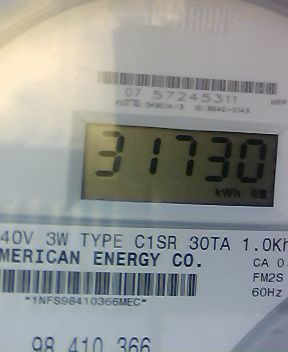 CENTRON
07 57245311
31730
kWh
40V 3W TYPE C1SR 30TA 1.0Kh
MERICAN ENERGY CO.
CA 0
FM2S
60Hz
*1NFS98410366MEC*
98 410 366